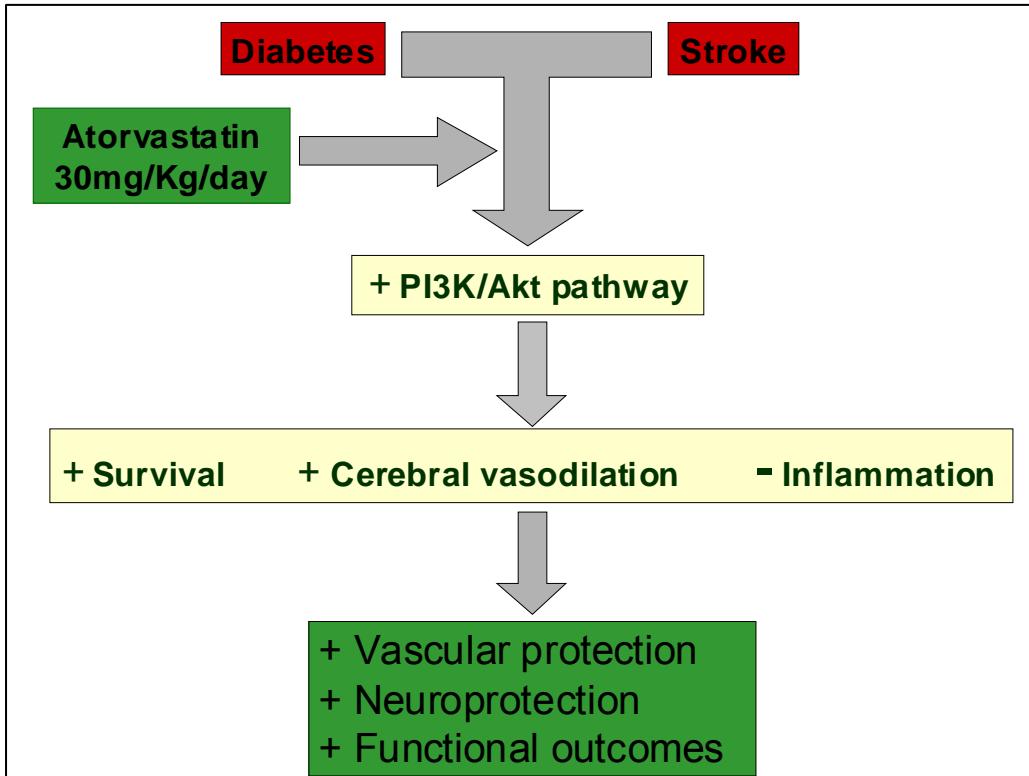 Diabetes
Stroke
Atorvastatin
30mg/Kg/day
+ PI3K/Akt pathway
+ Survival + Cerebral vasodilation - Inflammation
+ Vascular protection
+ Neuroprotection
+ Functional outcomes